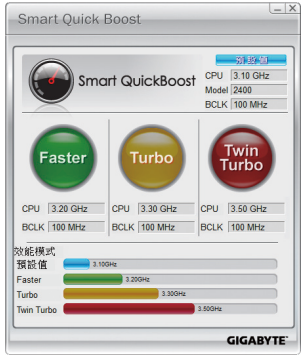 Smart Quick Boost
預設值
Smart QuickBoost
CPU 3.10 GHz
Model 2400
BCLK 100 MHz
Faster
Turbo
Twin
Turbo
CPU 3.20 GHz CPU 3.30 GHz CPU 3.50 GHz
BCLK 100 MHz BCLK 100 MHz BCLK 100 MHz
效能模式
預設值 3.10GHz
Faster 3.20GHz
Turbo 3.30GHz
Twin Turbo 3.50GHz
GIGABYTE™